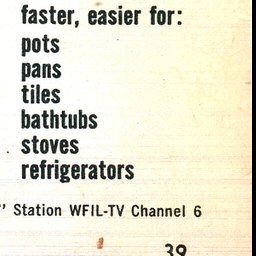 faster, easier for:
pots
pans
tiles
bathtubs
stoves
refrigerators
" Station WFIL-TV Channel 6
39